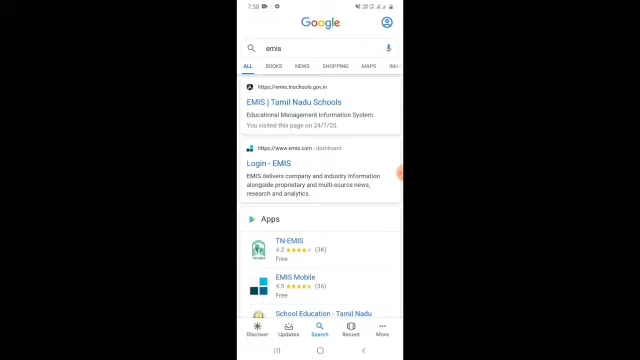 7:58
Google
emis
ALL BOOKS NEWS SHOPPING MAPS IMA
https://emis.tnschools.gov.in
EMIS | Tamil Nadu Schools
Educational Management Information System.
You visited this page on 24/7/20.
https://www.emis.com › dashboard
Login - EMIS
EMIS delivers company and industry information
alongside proprietary and multi-source news,
research and analytics.
Apps
TN-EMIS
4.2 (3K)
Free
EMIS Mobile
4.5 (36)
Free
School Education - Tamil Nadu
Discover Updates Search Recent More